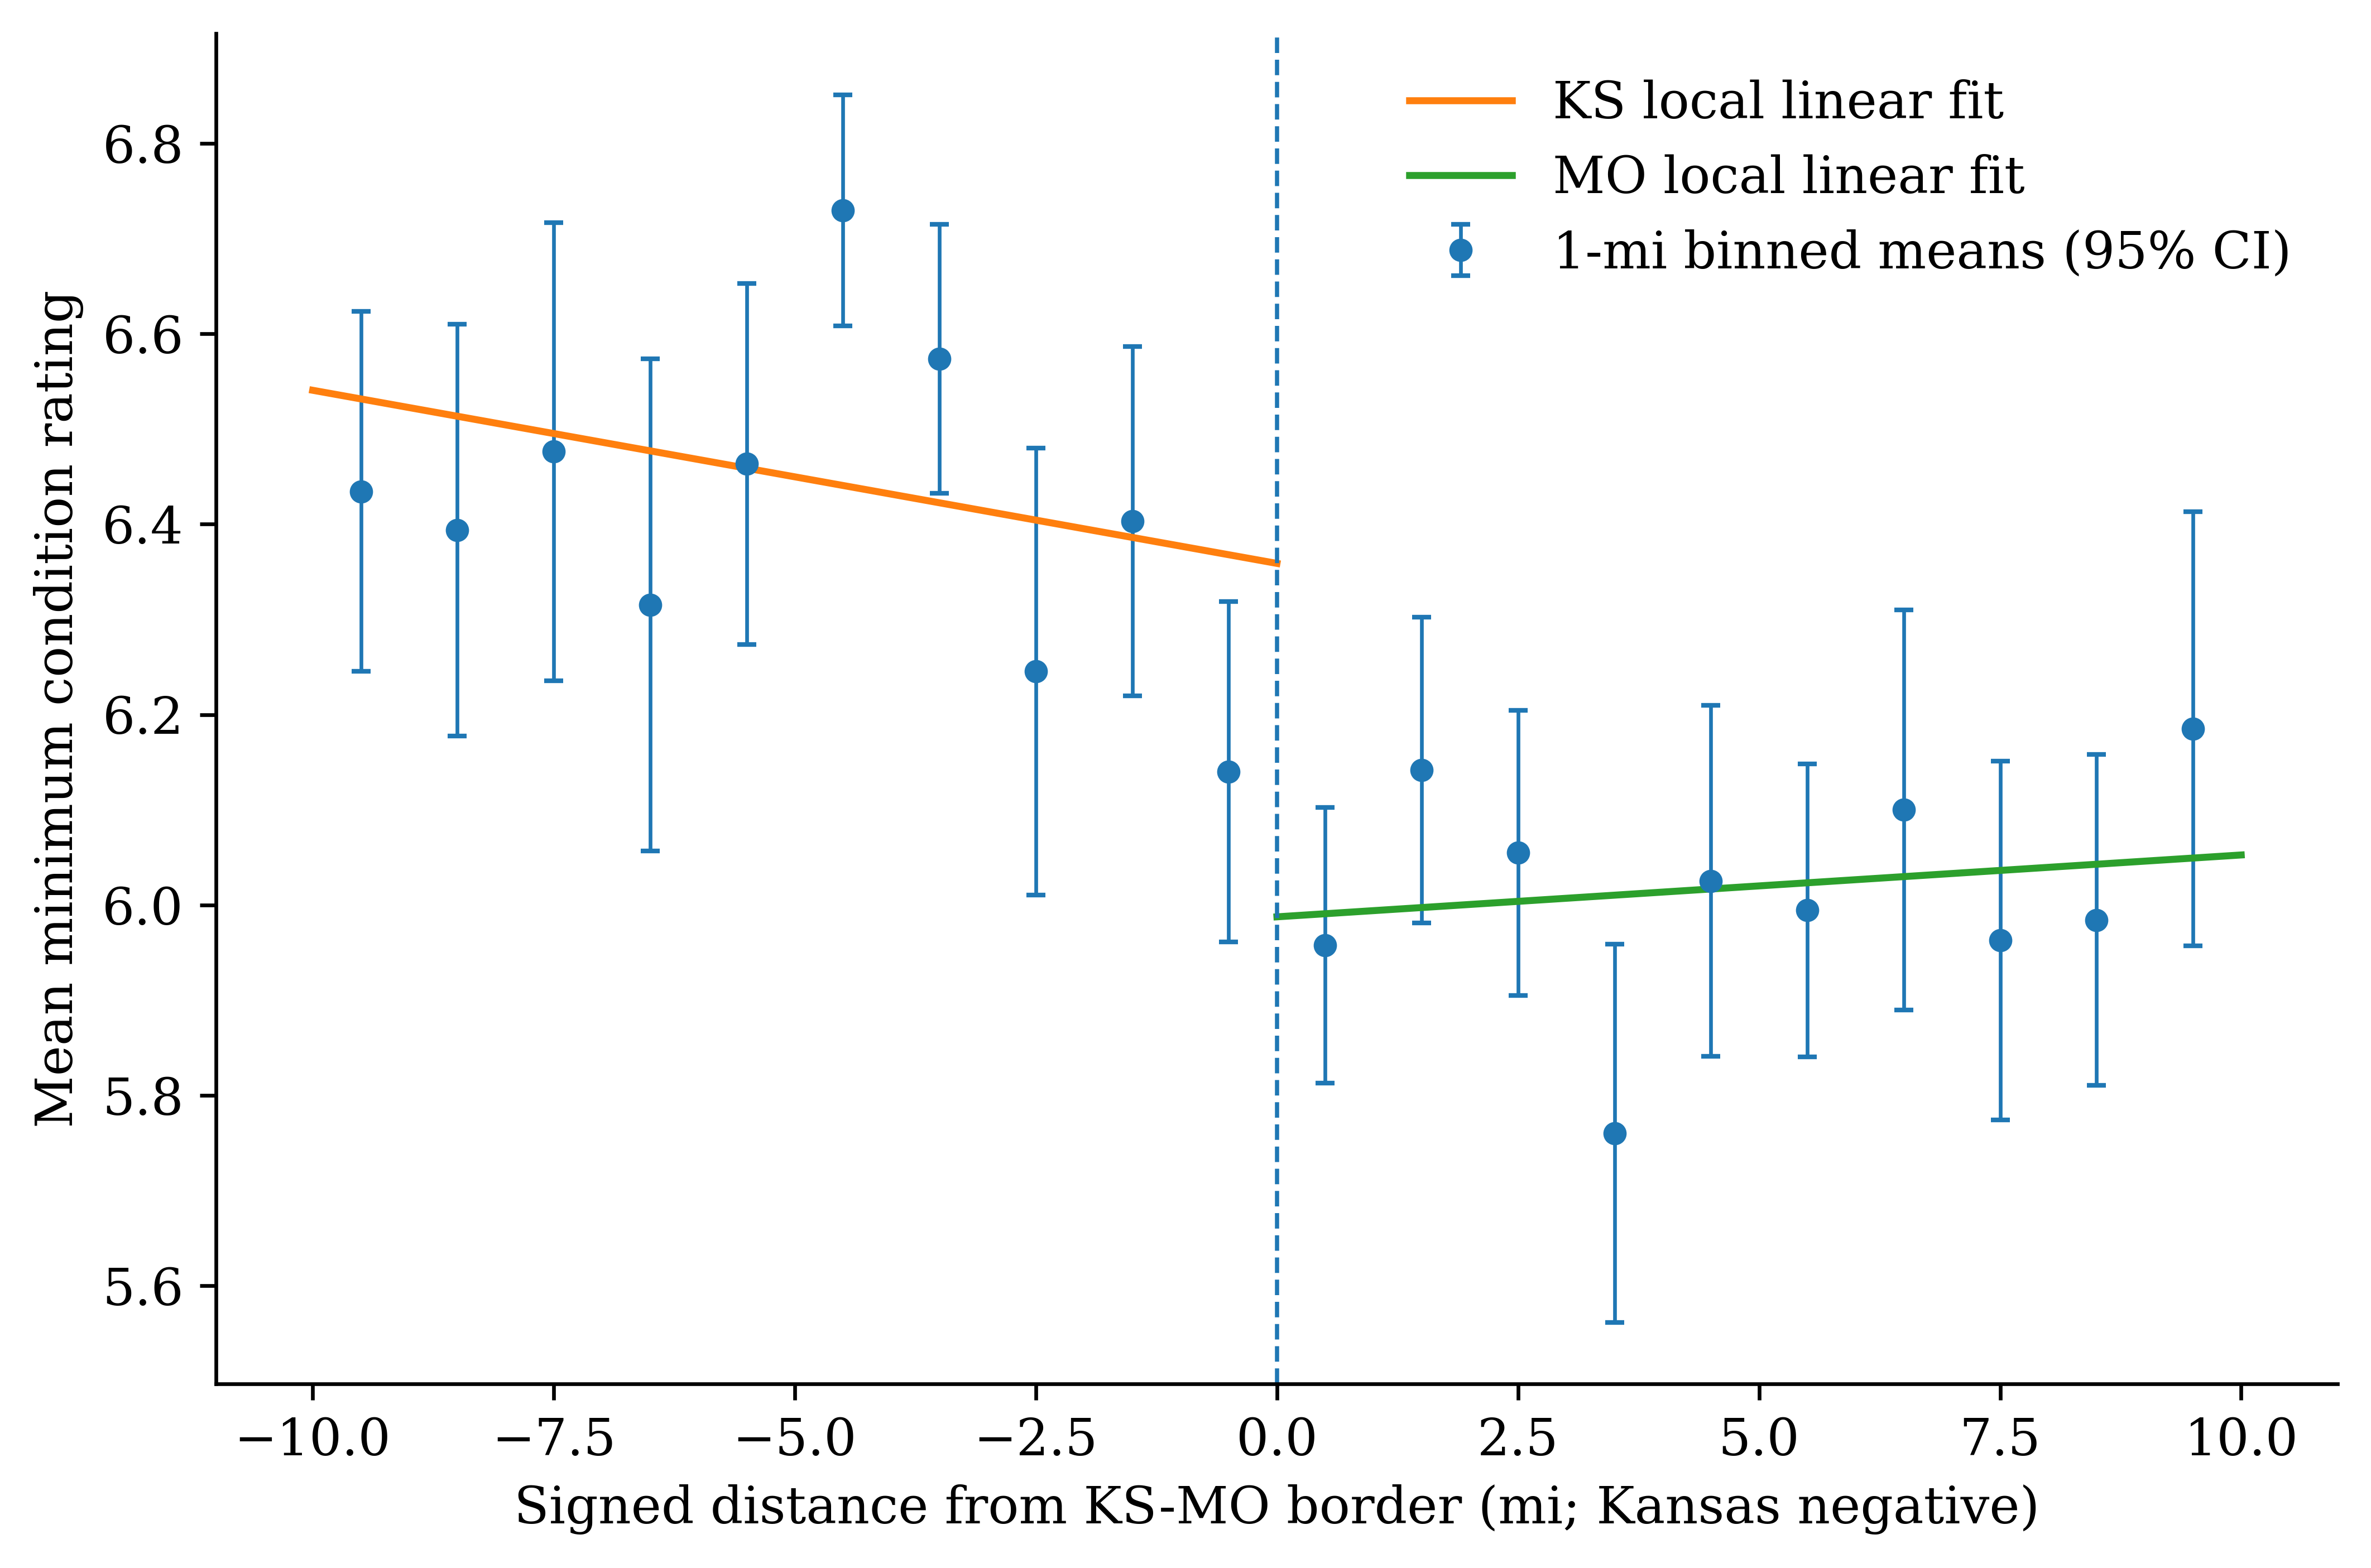 KS local linear fit
MO local linear fit
1-mi binned means (95% CI)
Mean minimum condition rating
6.8
6.6
6.4
6.2
6.0
5.8
5.6
−10.0 −7.5 −5.0 −2.5 0.0 2.5 5.0 7.5 10.0
Signed distance from KS-MO border (mi; Kansas negative)